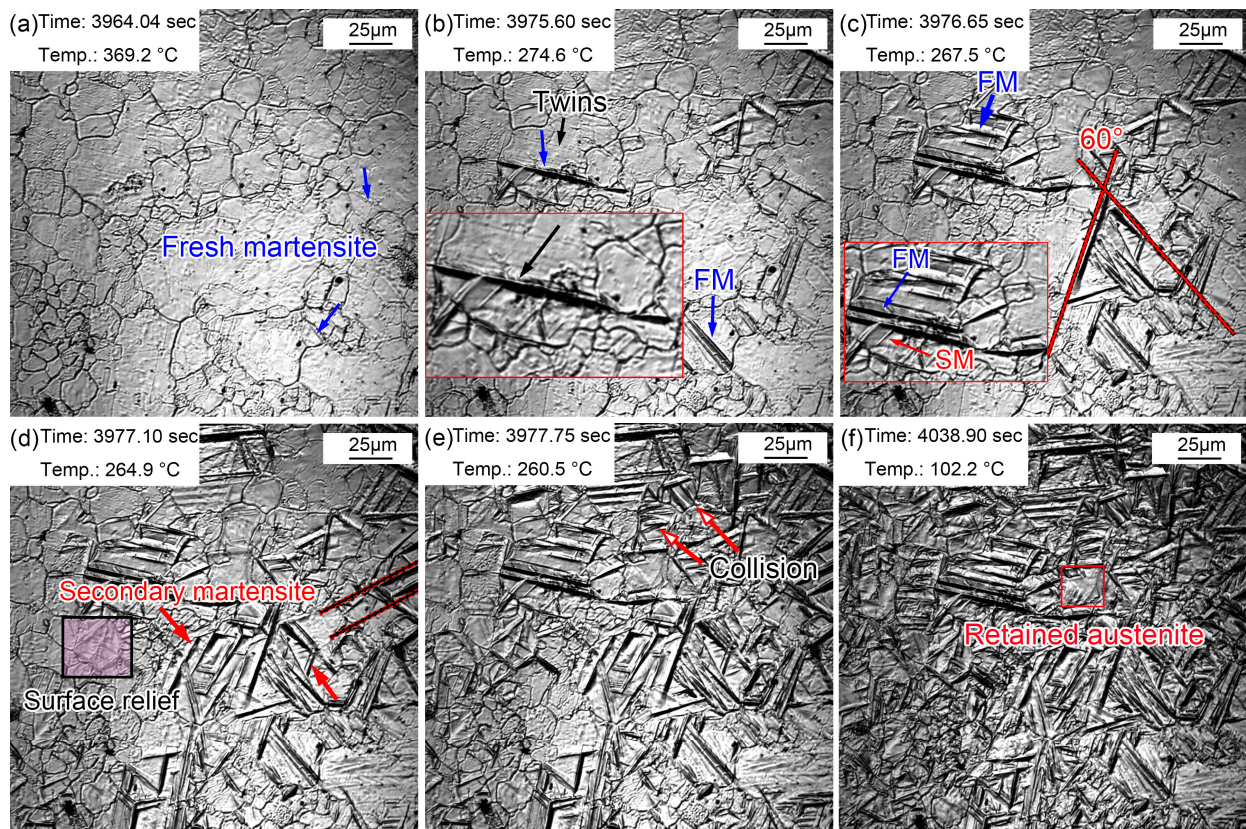 (a) Time: 3964.04 sec
Temp.: 369.2 °C
25μm
Fresh martensite
(b) Time: 3975.60 sec
Temp.: 274.6 °C
25μm
Twins
FM
(c) Time: 3976.65 sec
Temp.: 267.5 °C
25μm
FM
60°
FM
SM
(d) Time: 3977.10 sec
Temp.: 264.9 °C
25μm
Secondary martensite
Surface relief
(e) Time: 3977.75 sec
Temp.: 260.5 °C
25μm
Collision
(f) Time: 4038.90 sec
Temp.: 102.2 °C
25μm
Retained austenite